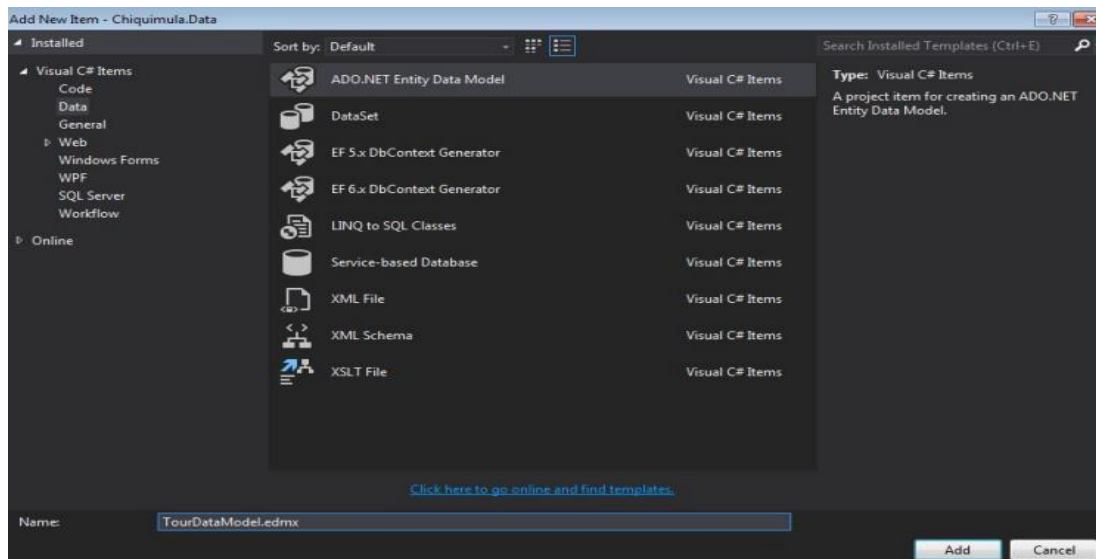 Add New Item - Chiquimula.Data
Installed
Sort by: Default
Search Installed Templates (Ctrl+E)
Visual C# Items
Code
Data
General
Web
Windows Forms
WPF
SQL Server
Workflow
Online
ADO.NET Entity Data Model Visual C# Items
DataSet Visual C# Items
EF 5.x DbContext Generator Visual C# Items
EF 6.x DbContext Generator Visual C# Items
LINQ to SQL Classes Visual C# Items
Service-based Database Visual C# Items
XML File Visual C# Items
XML Schema Visual C# Items
XSLT File Visual C# Items
Type: Visual C# Items
A project item for creating an ADO.NET
Entity Data Model.
Click here to go online and find templates.
Name: TourDataModel.edmx
Add Cancel